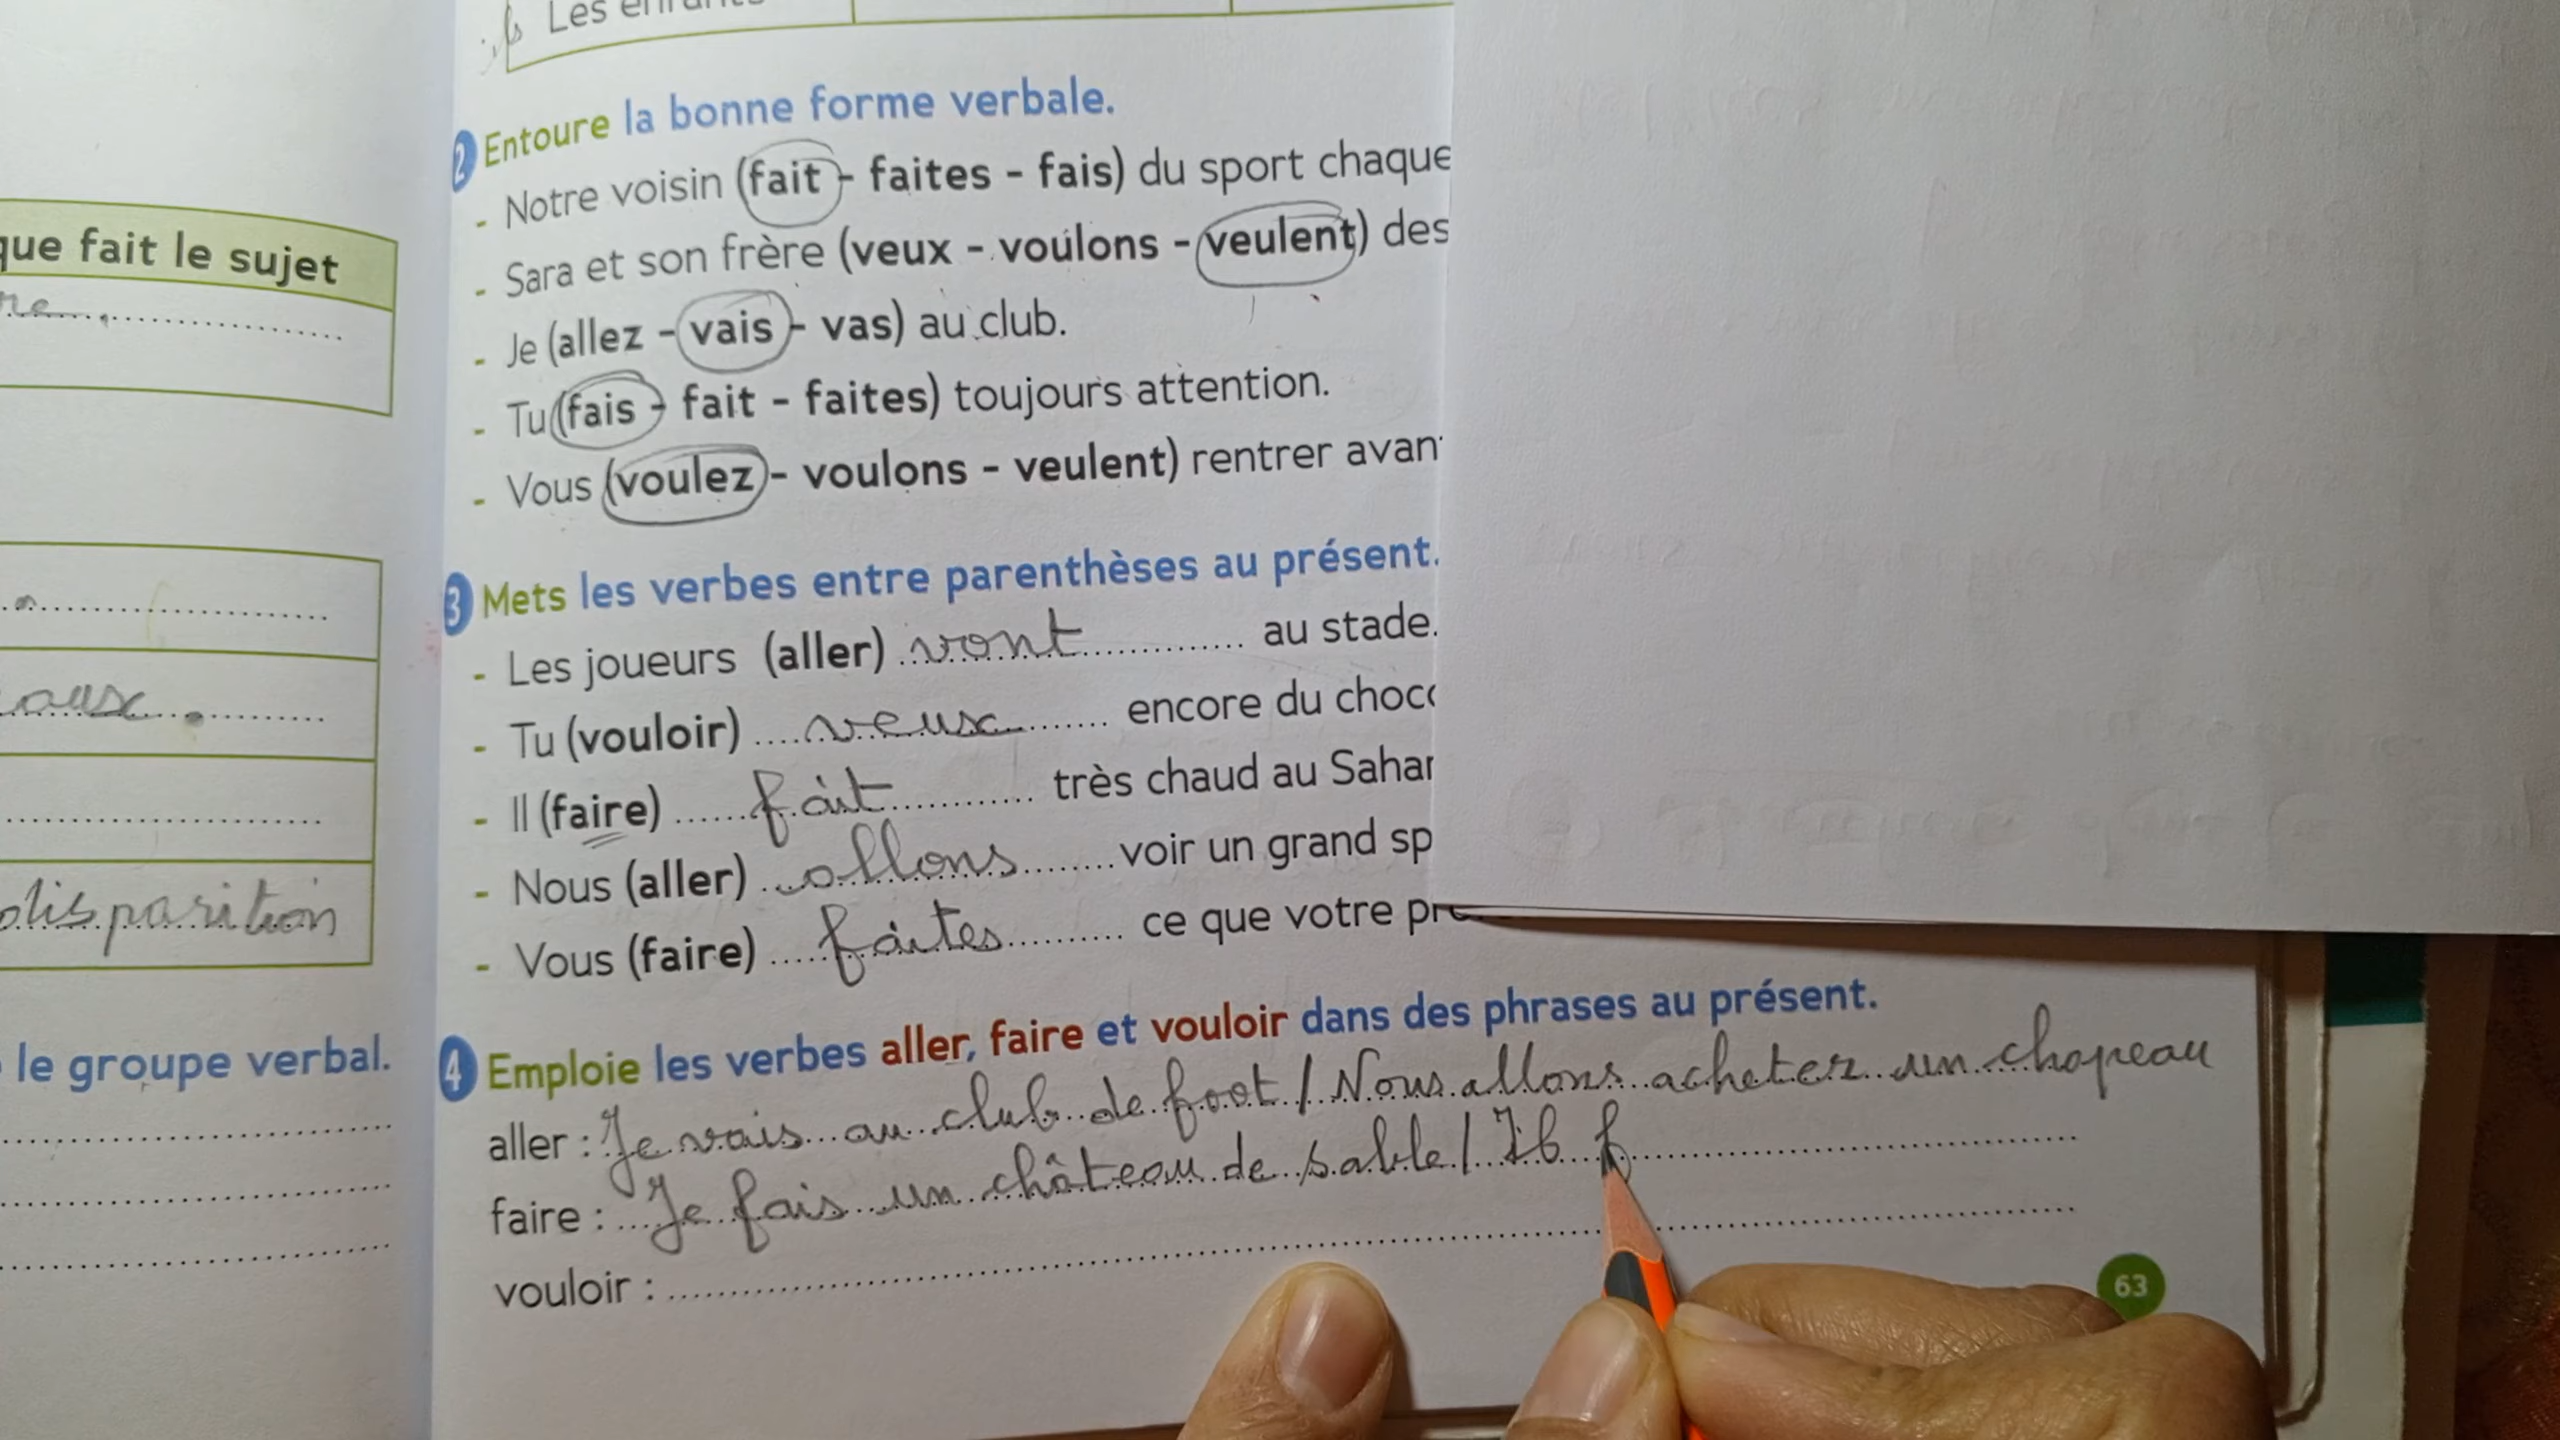 Les enfants
que fait le sujet
2 Entoure la bonne forme verbale.
- Notre voisin (fait - faites - fais) du sport chaque
- Sara et son frère (veux - voulons - veulent) des
- Je (allez - vais - vas) au club.
- Tu (fais - fait - faites) toujours attention.
- Vous (voulez - voulons - veulent) rentrer avan
3 Mets les verbes entre parenthèses au présent.
- Les joueurs (aller) vont au stade.
- Tu (vouloir) veux encore du choc
- Il (faire) fait très chaud au Sahar
- Nous (aller) allons voir un grand sp
- Vous (faire) faites ce que votre pr
disparition
le groupe verbal.
4 Emploie les verbes aller, faire et vouloir dans des phrases au présent.
aller : Je vais au club de foot / Nous allons acheter un chapeau
faire : Je fais un château de sable / Il f
vouloir :
63